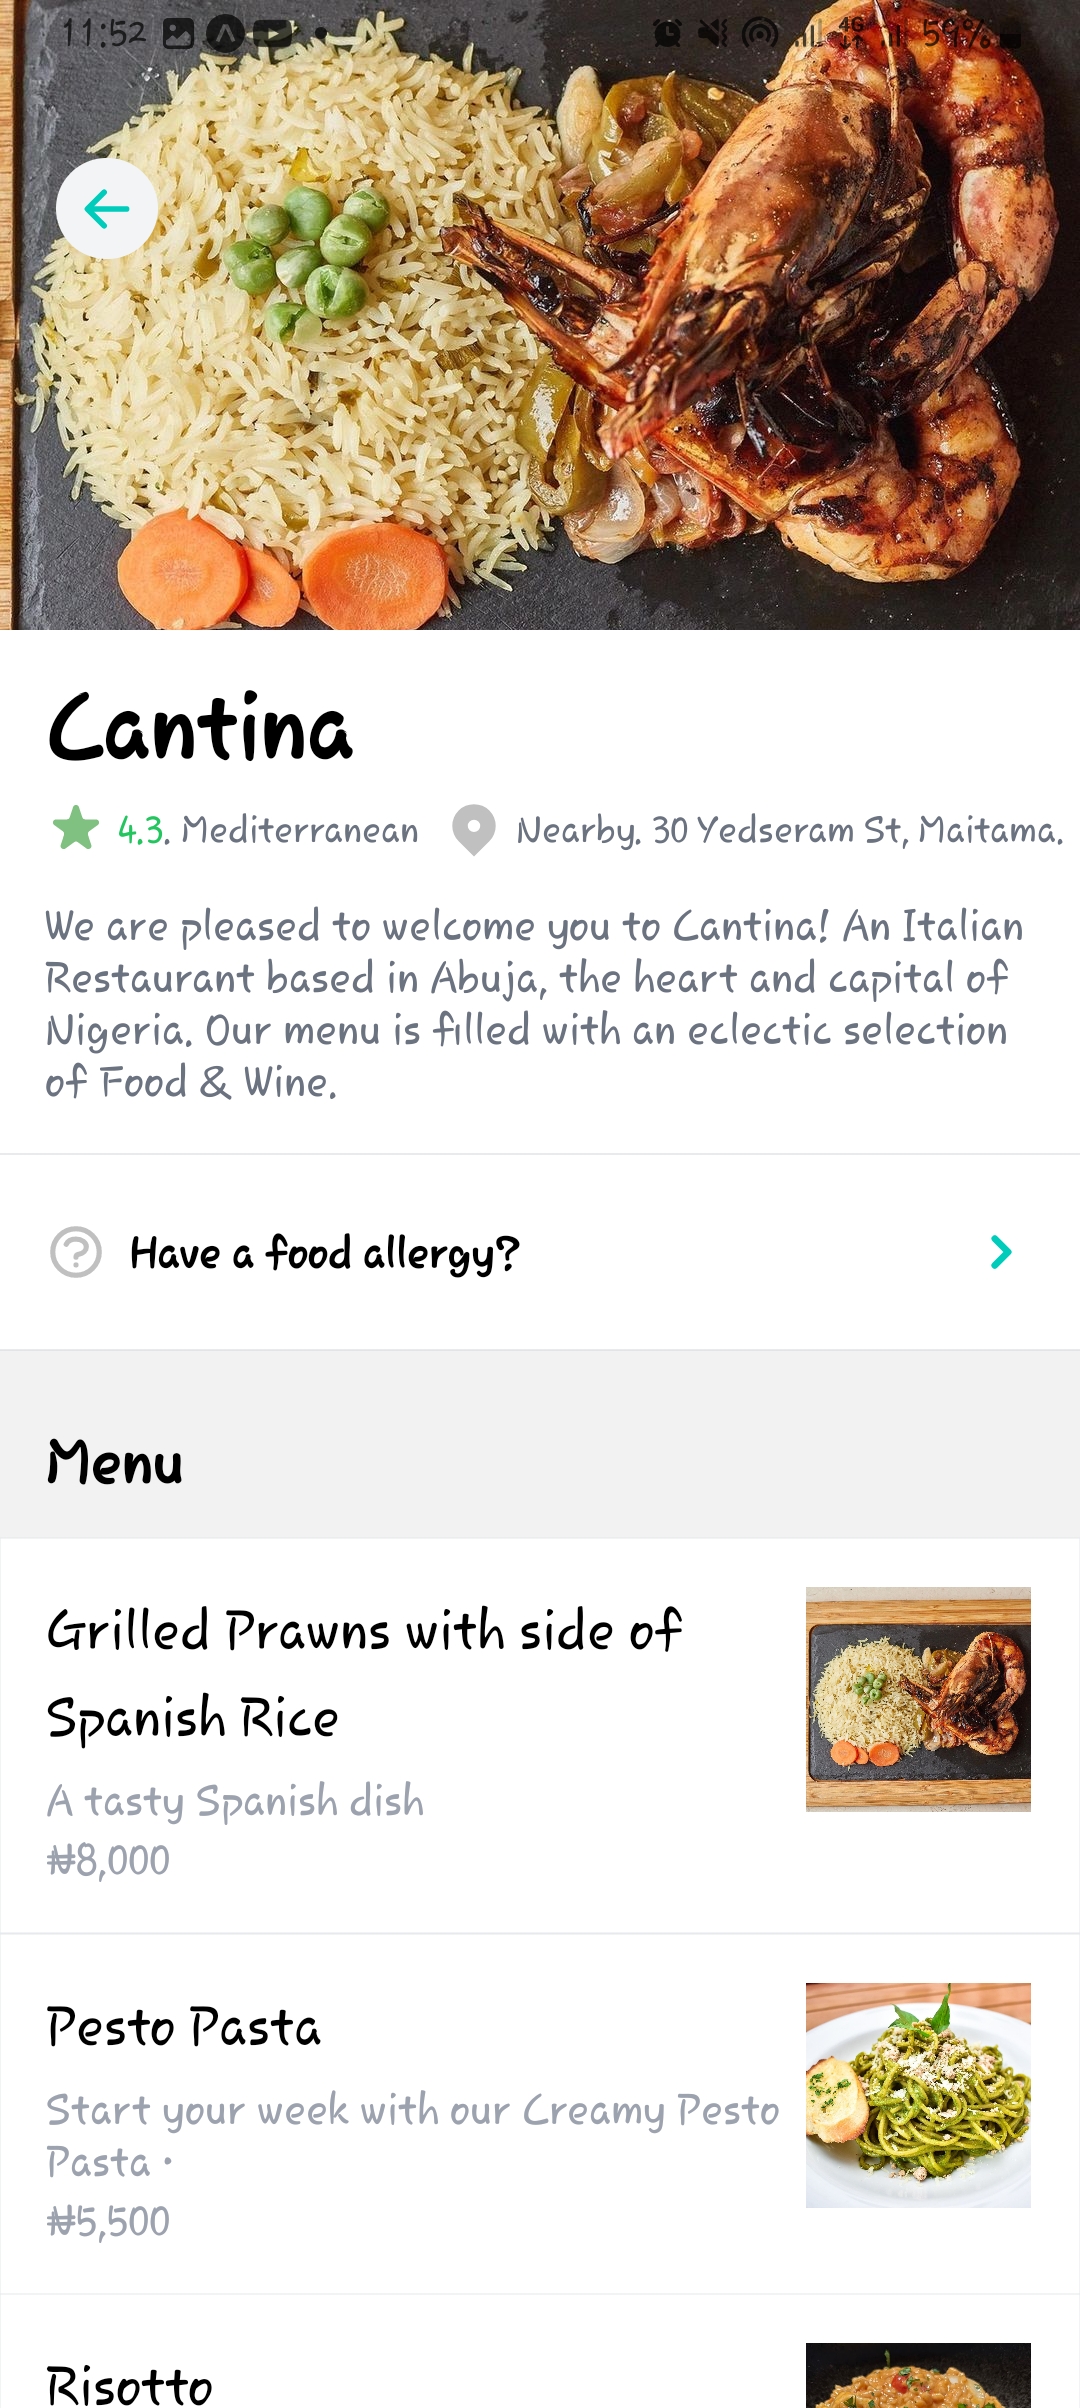 11:52 4G 59%
Cantina
4.3. Mediterranean Nearby. 30 Yedseram St, Maitama.
We are pleased to welcome you to Cantina! An Italian
Restaurant based in Abuja, the heart and capital of
Nigeria. Our menu is filled with an eclectic selection
of Food & Wine.
Have a food allergy?
Menu
Grilled Prawns with side of
Spanish Rice
A tasty Spanish dish
₦8,000
Pesto Pasta
Start your week with our Creamy Pesto
Pasta •
₦5,500
Risotto